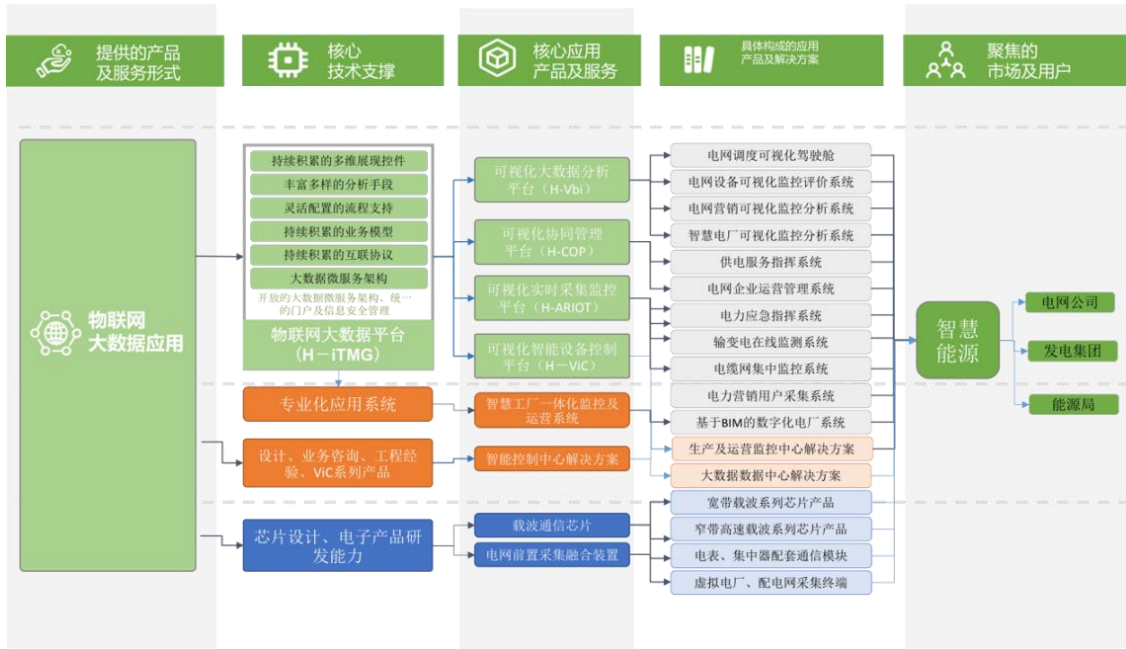 提供的产品
及服务形式
核心
技术支撑
核心应用
产品及服务
具体构成的应用
产品及解决方案
聚焦的
市场及用户
物联网
大数据应用
持续积累的多维展现控件
丰富多样的分析手段
灵活配置的流程支持
持续积累的业务模型
持续积累的互联协议
大数据微服务架构
开放的大数据微服务架构、统一
的门户及信息安全管理
物联网大数据平台
(H－iTMG)
专业化应用系统
设计、业务咨询、工程经
验、ViC系列产品
芯片设计、电子产品研
发能力
可视化大数据分析
平台（H-Vbi）
可视化协同管理
平台（H-COP）
可视化实时采集监控
平台（H-ARIOT）
可视化智能设备控制
平台（H－ViC）
智慧工厂一体化监控及
运营系统
智能控制中心解决方案
载波通信芯片
电网前置采集融合装置
电网调度可视化驾驶舱
电网设备可视化监控评价系统
电网营销可视化监控分析系统
智慧电厂可视化监控分析系统
供电服务指挥系统
电网企业运营管理系统
电力应急指挥系统
输变电在线监测系统
电缆网集中监控系统
电力营销用户采集系统
基于BIM的数字化电厂系统
生产及运营监控中心解决方案
大数据数据中心解决方案
宽带载波系列芯片产品
窄带高速载波系列芯片产品
电表、集中器配套通信模块
虚拟电厂、配电网采集终端
智慧
能源
电网公司
发电集团
能源局